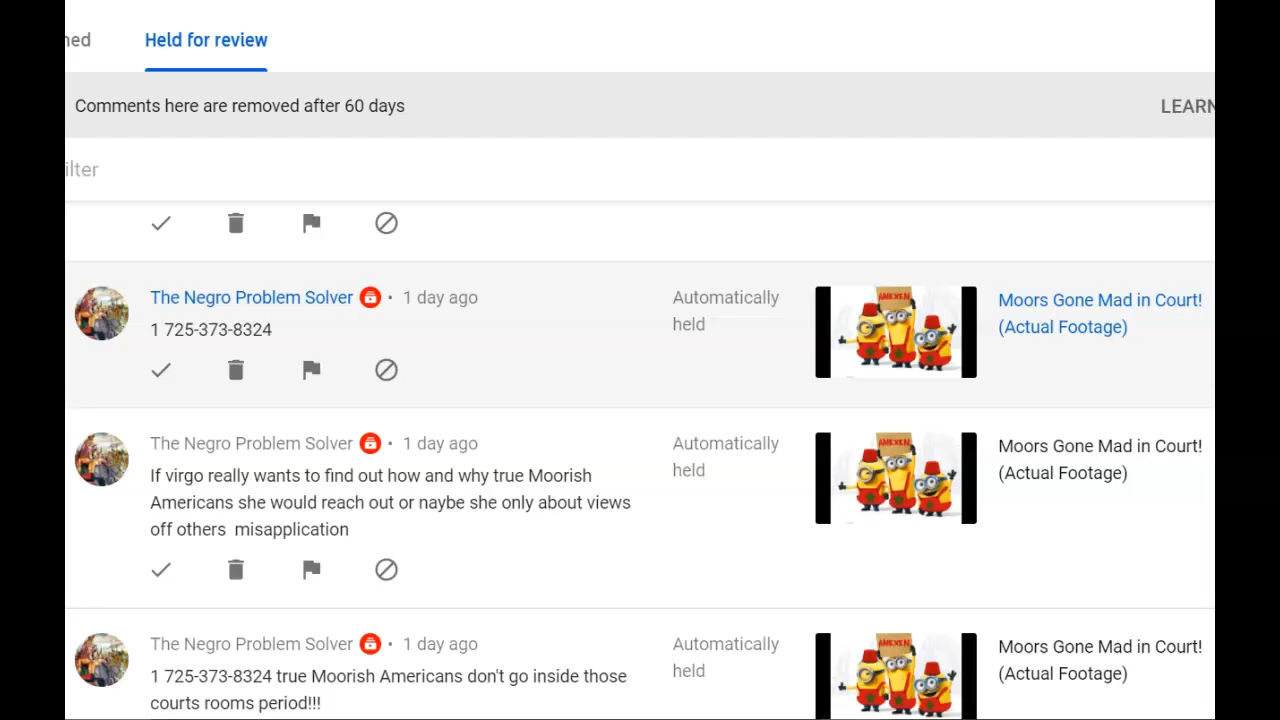 ned Held for review
Comments here are removed after 60 days LEARN
ilter
The Negro Problem Solver • 1 day ago Automatically held Moors Gone Mad in Court! (Actual Footage)
1 725-373-8324
AMEXEN
The Negro Problem Solver • 1 day ago Automatically held Moors Gone Mad in Court! (Actual Footage)
If virgo really wants to find out how and why true Moorish
Americans she would reach out or naybe she only about views
off others misapplication
AMEXEN
The Negro Problem Solver • 1 day ago Automatically held Moors Gone Mad in Court! (Actual Footage)
1 725-373-8324 true Moorish Americans don't go inside those
courts rooms period!!!
AMEXEN